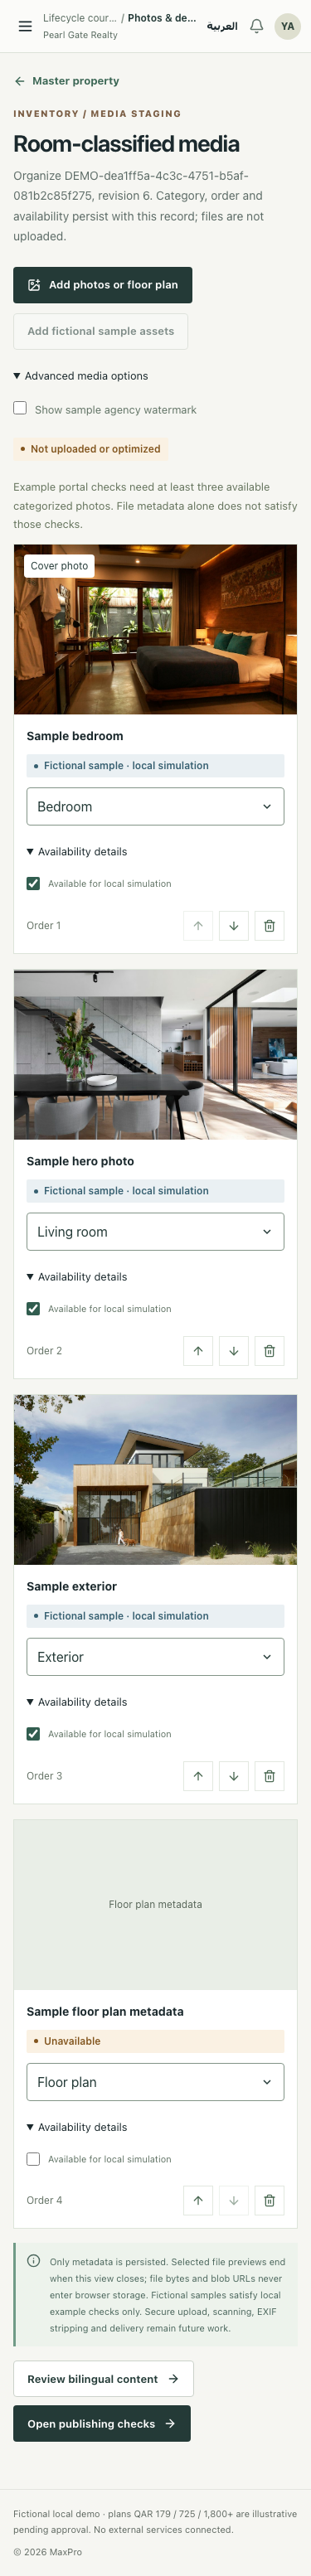 Lifecycle cour... / Photos & de...
العربية
YA
Pearl Gate Realty
Master property
INVENTORY / MEDIA STAGING
Room-classified media
Organize DEMO-dea1ff5a-4c3c-4751-b5af-
081b2c85f275, revision 6. Category, order and
availability persist with this record; files are not
uploaded.
Add photos or floor plan
Add fictional sample assets
Advanced media options
Show sample agency watermark
Not uploaded or optimized
Example portal checks need at least three available
categorized photos. File metadata alone does not satisfy
those checks.
Cover photo
Sample bedroom
Fictional sample · local simulation
Bedroom
Availability details
Available for local simulation
Order 1
Sample hero photo
Fictional sample · local simulation
Living room
Availability details
Available for local simulation
Order 2
Sample exterior
Fictional sample · local simulation
Exterior
Availability details
Available for local simulation
Order 3
Floor plan metadata
Sample floor plan metadata
Unavailable
Floor plan
Availability details
Available for local simulation
Order 4
Only metadata is persisted. Selected file previews end
when this view closes; file bytes and blob URLs never
enter browser storage. Fictional samples satisfy local
example checks only. Secure upload, scanning, EXIF
stripping and delivery remain future work.
Review bilingual content
Open publishing checks
Fictional local demo · plans QAR 179 / 725 / 1,800+ are illustrative
pending approval. No external services connected.
© 2026 MaxPro